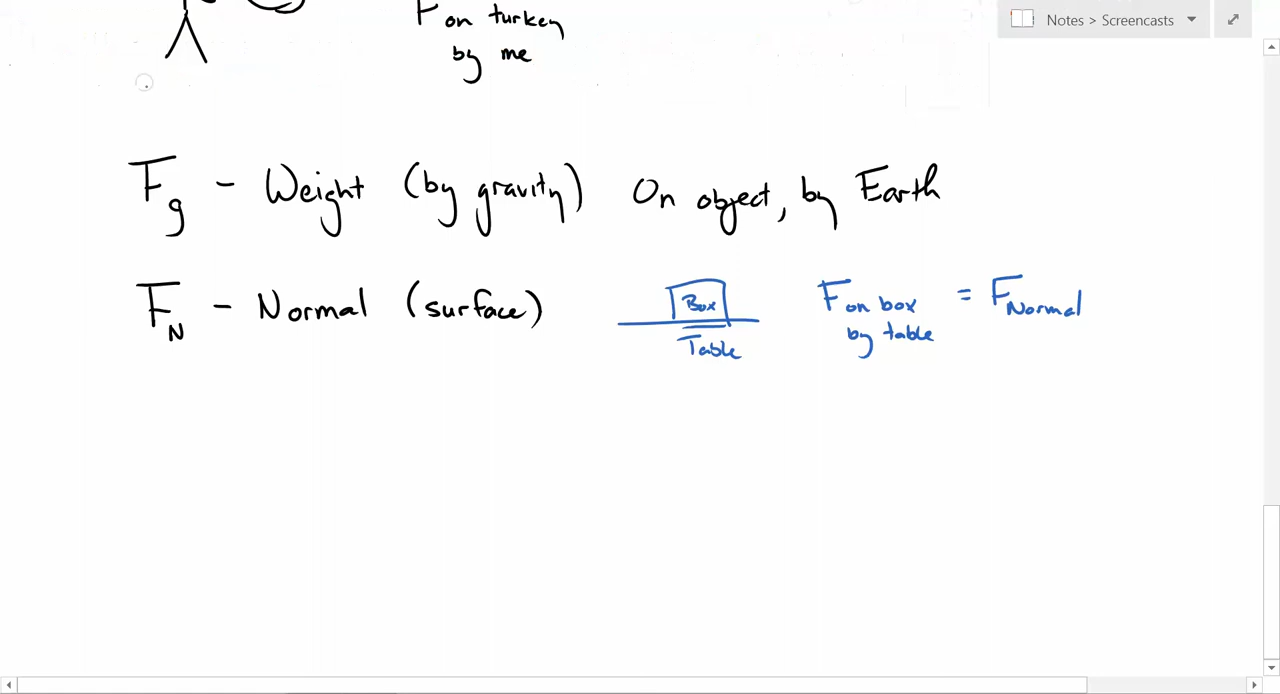 Notes > Screencasts
F on turkey
by me
Fg - Weight (by gravity) On object, by Earth
FN - Normal (surface)
Box
Table
F on box = F Normal
by table